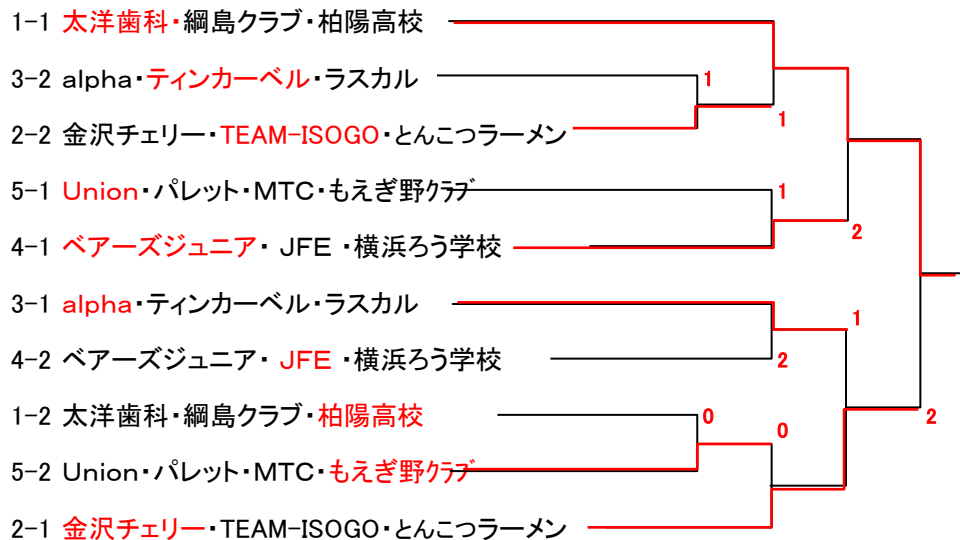 1-1 太洋歯科・綱島クラブ・柏陽高校
3-2 alpha・ティンカーベル・ラスカル
1
2-2 金沢チェリー・TEAM-ISOGO・とんこつラーメン
1
5-1 Union・パレット・MTC・もえぎ野クラブ
1
4-1 ベアーズジュニア・ JFE ・横浜ろう学校
2
3-1 alpha・ティンカーベル・ラスカル
1
4-2 ベアーズジュニア・ JFE ・横浜ろう学校
2
1-2 太洋歯科・綱島クラブ・柏陽高校
0
2
0
5-2 Union・パレット・MTC・もえぎ野クラブ
2-1 金沢チェリー・TEAM-ISOGO・とんこつラーメン